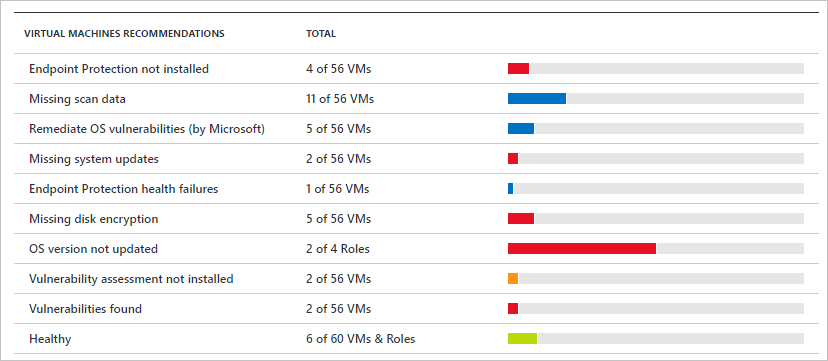 VIRTUAL MACHINES RECOMMENDATIONS TOTAL
Endpoint Protection not installed 4 of 56 VMs
Missing scan data 11 of 56 VMs
Remediate OS vulnerabilities (by Microsoft) 5 of 56 VMs
Missing system updates 2 of 56 VMs
Endpoint Protection health failures 1 of 56 VMs
Missing disk encryption 5 of 56 VMs
OS version not updated 2 of 4 Roles
Vulnerability assessment not installed 2 of 56 VMs
Vulnerabilities found 2 of 56 VMs
Healthy 6 of 60 VMs & Roles